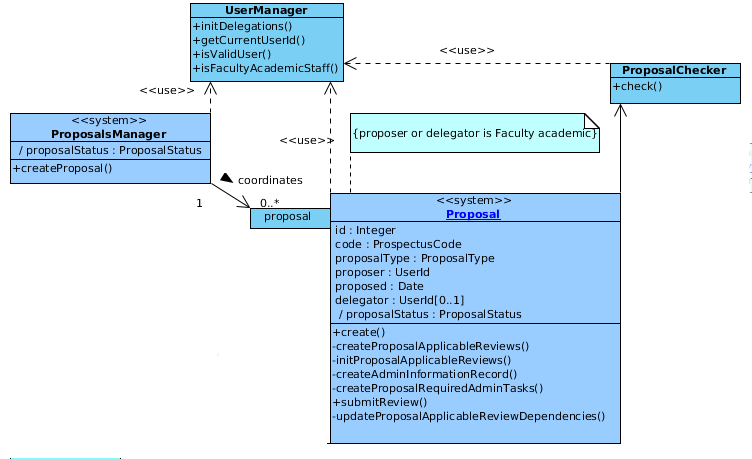 UserManager
+initDelegations()
+getCurrentUserId()
+isValidUser()
+isFacultyAcademicStaff()
<<use>>
ProposalChecker
+check()
<<use>>
<<system>>
ProposalsManager
/ proposalStatus : ProposalStatus
+createProposal()
<<use>>
{proposer or delegator is Faculty academic}
coordinates
1
0..*
proposal
<<system>>
Proposal
id : Integer
code : ProspectusCode
proposalType : ProposalType
proposer : UserId
proposed : Date
delegator : UserId[0..1]
/ proposalStatus : ProposalStatus
+create()
-createProposalApplicableReviews()
-initProposalApplicableReviews()
-createAdminInformationRecord()
-createProposalRequiredAdminTasks()
+submitReview()
-updateProposalApplicableReviewDependencies()